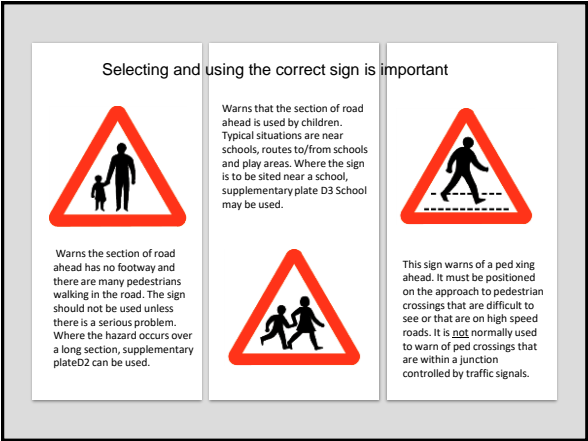 Selecting and using the correct sign is important
Warns the section of road
ahead has no footway and
there are many pedestrians
walking in the road. The sign
should not be used unless
there is a serious problem.
Where the hazard occurs over
a long section, supplementary
plateD2 can be used.
Warns that the section of road
ahead is used by children.
Typical situations are near
schools, routes to/from schools
and play areas. Where the sign
is to be sited near a school,
supplementary plate D3 School
may be used.
This sign warns of a ped xing
ahead. It must be positioned
on the approach to pedestrian
crossings that are difficult to
see or that are on high speed
roads. It is not normally used
to warn of ped crossings that
are within a junction
controlled by traffic signals.